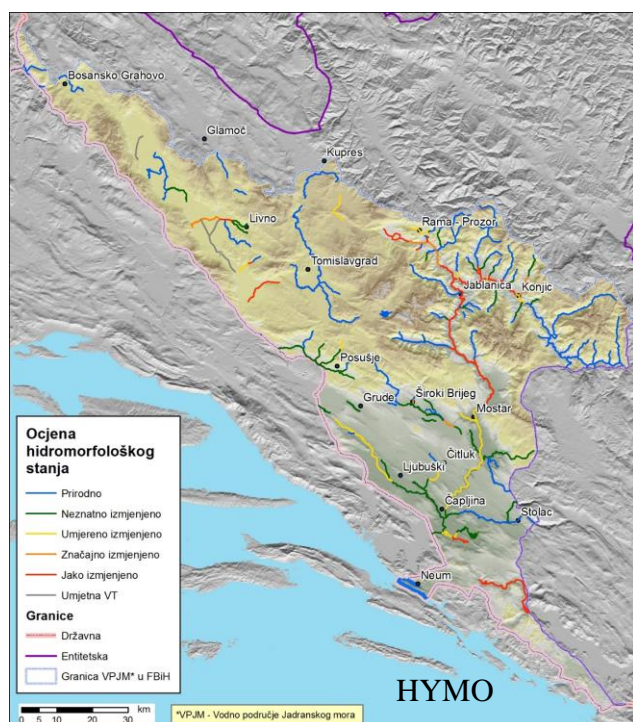 Bosansko Grahovo
Glamoč
Kupres
Livno
Rama - Prozor
Tomislavgrad
Jablanica
Konjic
Posušje
Grude
Široki Brijeg
Mostar
Čitluk
Ljubuški
Čapljina
Stolac
Neum
Ocjena
hidromorfološkog
stanja
Prirodno
Neznatno izmjenjeno
Umjereno izmjenjeno
Značajno izmjenjeno
Jako izmjenjeno
Umjetna VT
Granice
Državna
Entitetska
Granica VPJM* u FBiH
km
0 5 10 20 30
*VPJM - Vodno područje Jadranskog mora
HYMO